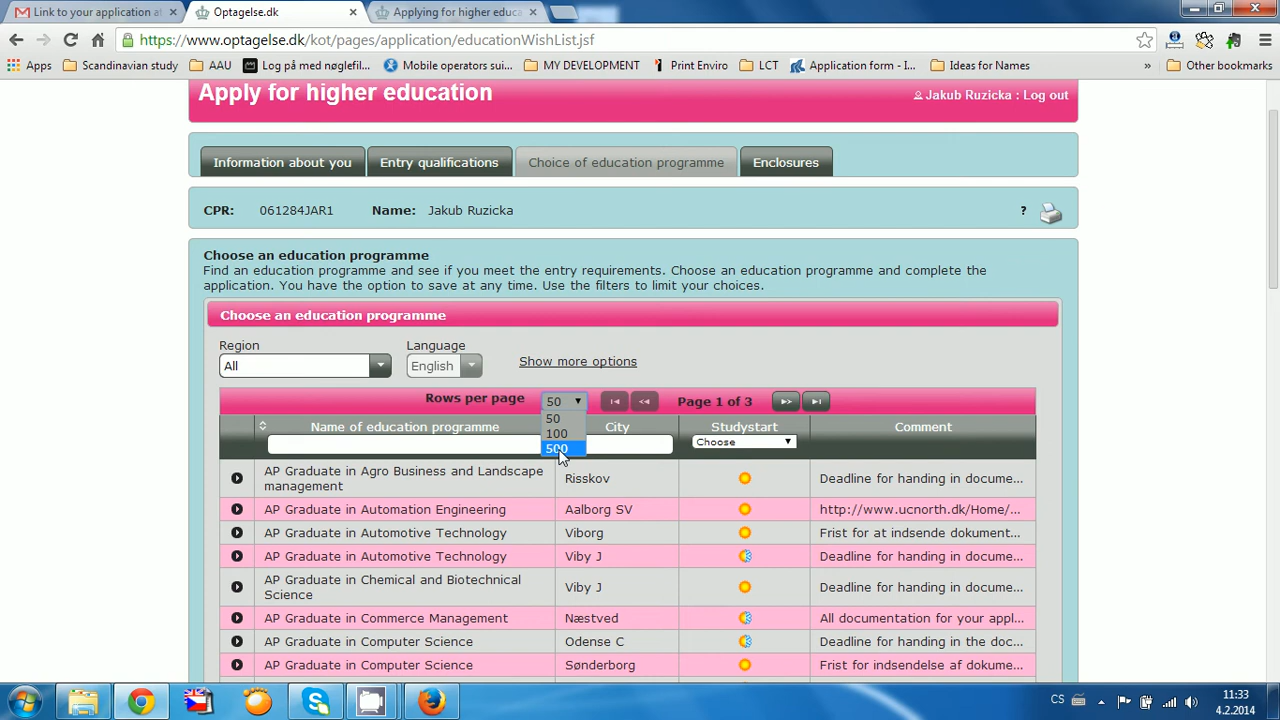 Link to your application at
Optagelse.dk
Applying for higher educa
https://www.optagelse.dk/kot/pages/application/educationWishList.jsf
Apps
Scandinavian study
AAU
Log på med nøglefil...
Mobile operators sui...
MY DEVELOPMENT
Print Enviro
LCT
Application form - I...
Ideas for Names
»
Other bookmarks
Apply for higher education
Jakub Ruzicka : Log out
Information about you
Entry qualifications
Choice of education programme
Enclosures
CPR: 061284JAR1 Name: Jakub Ruzicka ?
Choose an education programme
Find an education programme and see if you meet the entry requirements. Choose an education programme and complete the
application. You have the option to save at any time. Use the filters to limit your choices.
Choose an education programme
Region
Language
All
English
Show more options
Rows per page 50 Page 1 of 3
50
100
500
Name of education programme City Studystart Comment
Choose
AP Graduate in Agro Business and Landscape
management
Risskov
Deadline for handing in docume...
AP Graduate in Automation Engineering Aalborg SV http://www.ucnorth.dk/Home/...
AP Graduate in Automotive Technology Viborg Frist for at indsende dokument...
AP Graduate in Automotive Technology Viby J Deadline for handing in docume...
AP Graduate in Chemical and Biotechnical
Science
Viby J
Deadline for handing in docume...
AP Graduate in Commerce Management Næstved All documentation for your appl...
AP Graduate in Computer Science Odense C Deadline for handing in the doc...
AP Graduate in Computer Science Sønderborg Frist for indsendelse af dokume...
CS
11:33
4.2.2014